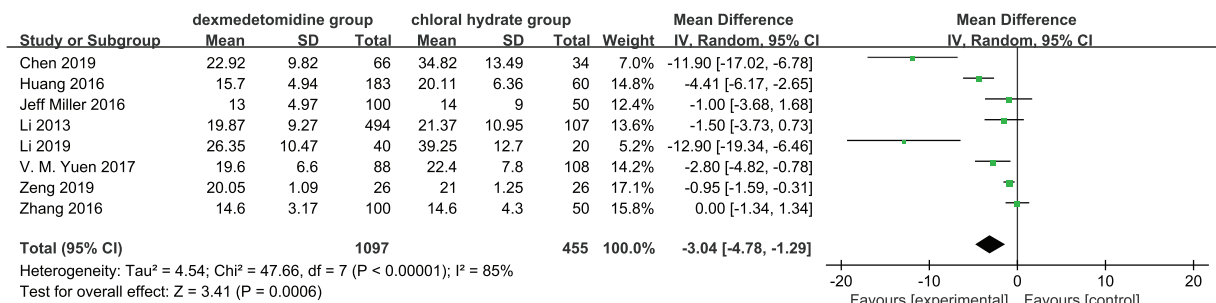 dexmedetomidine group chloral hydrate group Mean Difference Mean Difference
Study or Subgroup Mean SD Total Mean SD Total Weight IV, Random, 95% CI IV, Random, 95% CI
Chen 2019 22.92 9.82 66 34.82 13.49 34 7.0% -11.90 [-17.02, -6.78]
Huang 2016 15.7 4.94 183 20.11 6.36 60 14.8% -4.41 [-6.17, -2.65]
Jeff Miller 2016 13 4.97 100 14 9 50 12.4% -1.00 [-3.68, 1.68]
Li 2013 19.87 9.27 494 21.37 10.95 107 13.6% -1.50 [-3.73, 0.73]
Li 2019 26.35 10.47 40 39.25 12.7 20 5.0% -12.90 [-19.34, -6.46]
V. M. Yuen 2017 19.6 6.6 88 22.4 7.8 108 14.2% -2.80 [-4.82, -0.78]
Zeng 2019 20.05 1.09 26 21 1.25 26 17.1% -0.95 [-1.59, -0.31]
Zhang 2016 14.6 3.17 100 14.6 4.3 50 15.8% 0.00 [-1.34, 1.34]
Total (95% CI) 1097 455 100.0% -3.04 [-4.78, -1.29]
Heterogeneity: Tau² = 4.54; Chi² = 47.66, df = 7 (P < 0.00001); I² = 85%
Test for overall effect: Z = 3.41 (P = 0.0006)
-20 -10 0 10 20
Favours [experimental] Favours [control]